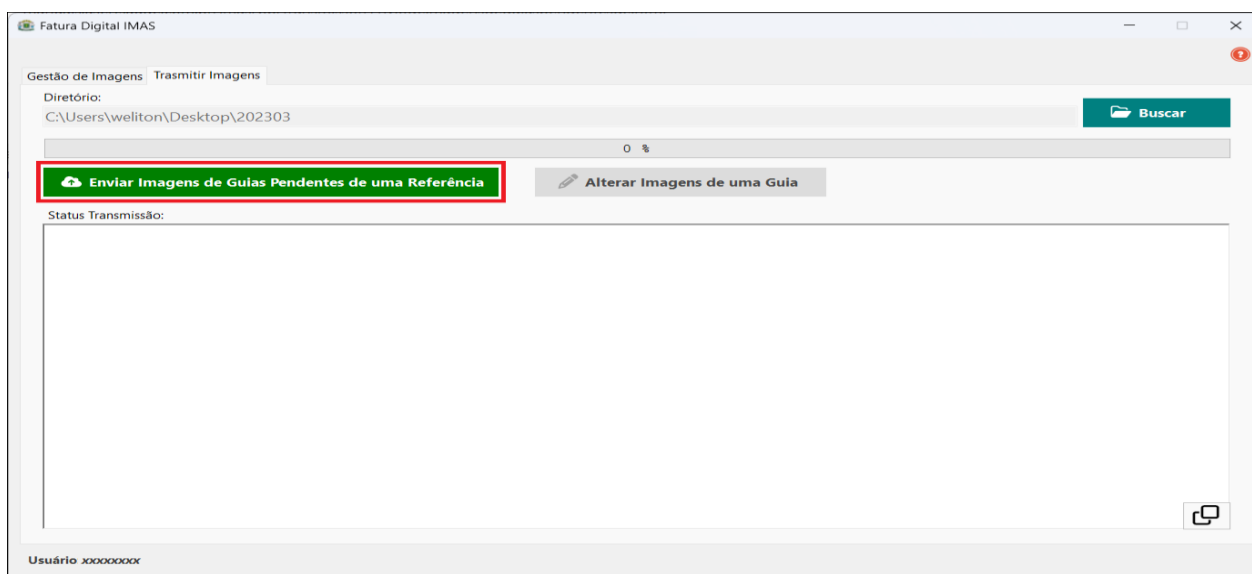 Fatura Digital IMAS
Gestão de Imagens Trasmitir Imagens
Diretório:
C:\Users\weliton\Desktop\202303
Buscar
0 %
Enviar Imagens de Guias Pendentes de uma Referência
Alterar Imagens de uma Guia
Status Transmissão:
Usuário xxxxxxxx